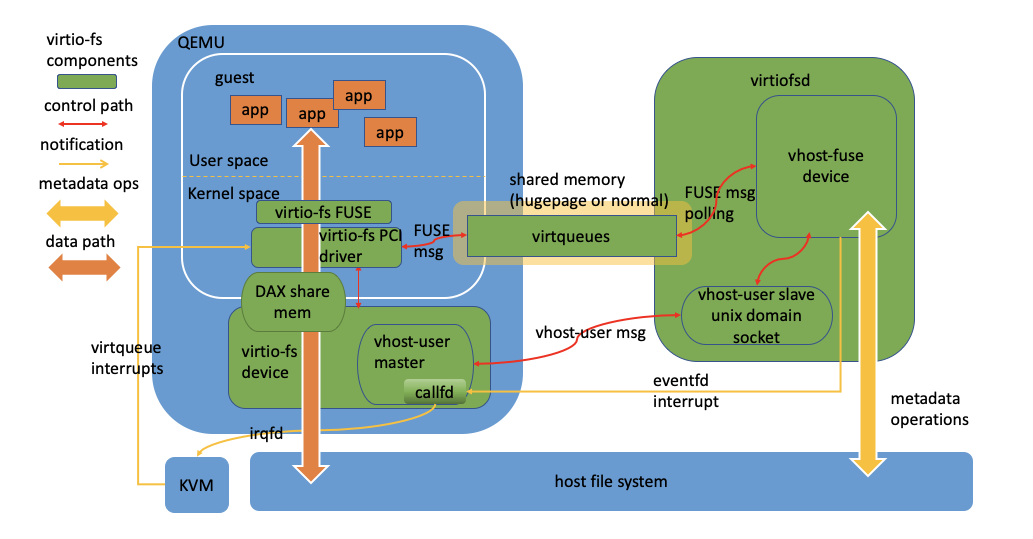 virtio-fs
components
control path
notification
metadata ops
data path
QEMU
guest
app
app
app
app
User space
Kernel space
virtio-fs FUSE
virtio-fs PCI
driver
FUSE
msg
DAX share
mem
virtio-fs
device
vhost-user
master
callfd
virtqueue
interrupts
irqfd
KVM
host file system
shared memory
(hugepage or normal)
virtqueues
FUSE msg
polling
virtiofsd
vhost-fuse
device
vhost-user slave
unix domain
socket
vhost-user msg
eventfd
interrupt
metadata
operations